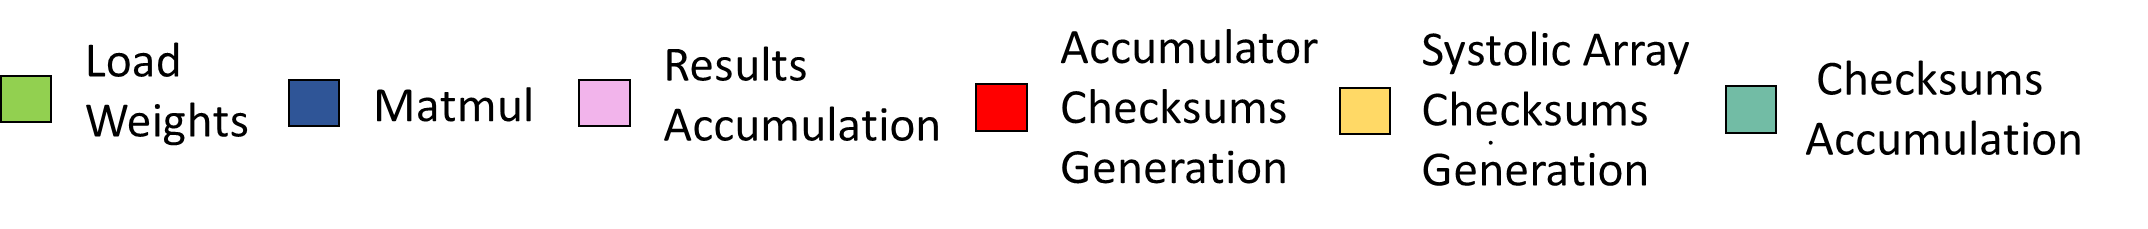 Load
Weights
Matmul
Results
Accumulation
Accumulator
Checksums
Generation
Systolic Array
Checksums
Generation
Checksums
Accumulation